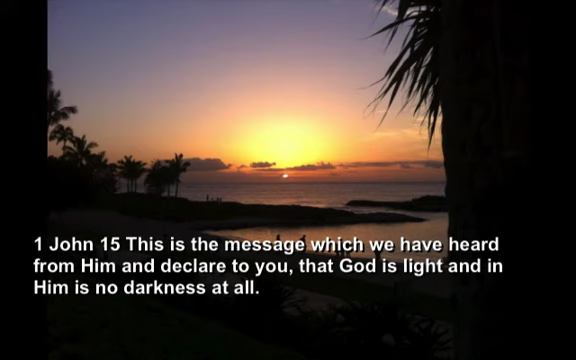 1 John 15 This is the message which we have heard
from Him and declare to you, that God is light and in
Him is no darkness at all.